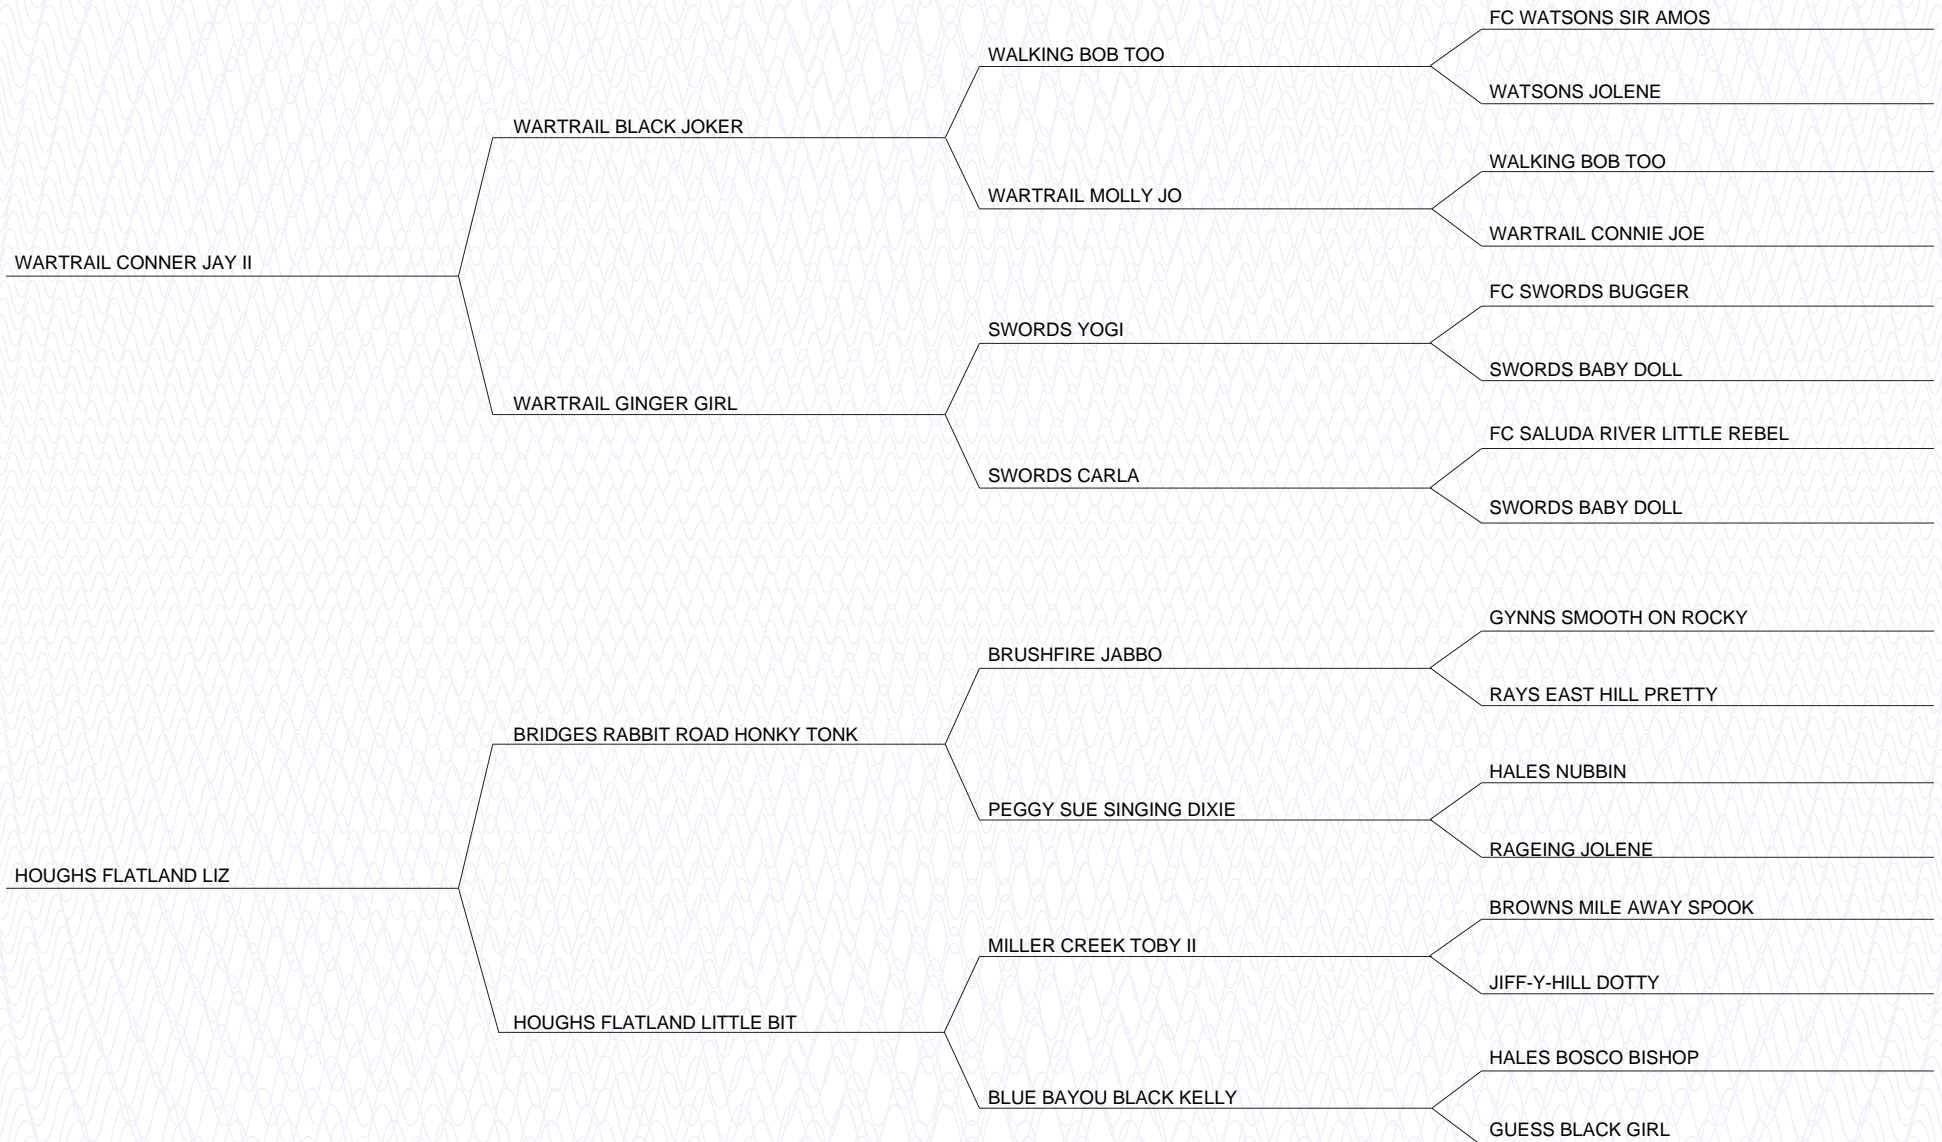 FC WATSONS SIR AMOS
WALKING BOB TOO
WATSONS JOLENE
WARTRAIL BLACK JOKER
WALKING BOB TOO
WARTRAIL MOLLY JO
WARTRAIL CONNIE JOE
WARTRAIL CONNER JAY II
FC SWORDS BUGGER
SWORDS YOGI
SWORDS BABY DOLL
WARTRAIL GINGER GIRL
FC SALUDA RIVER LITTLE REBEL
SWORDS CARLA
SWORDS BABY DOLL
GYNNS SMOOTH ON ROCKY
BRUSHFIRE JABBO
RAYS EAST HILL PRETTY
BRIDGES RABBIT ROAD HONKY TONK
HALES NUBBIN
PEGGY SUE SINGING DIXIE
RAGEING JOLENE
HOUGHS FLATLAND LIZ
BROWNS MILE AWAY SPOOK
MILLER CREEK TOBY II
JIFF-Y-HILL DOTTY
HOUGHS FLATLAND LITTLE BIT
HALES BOSCO BISHOP
BLUE BAYOU BLACK KELLY
GUESS BLACK GIRL